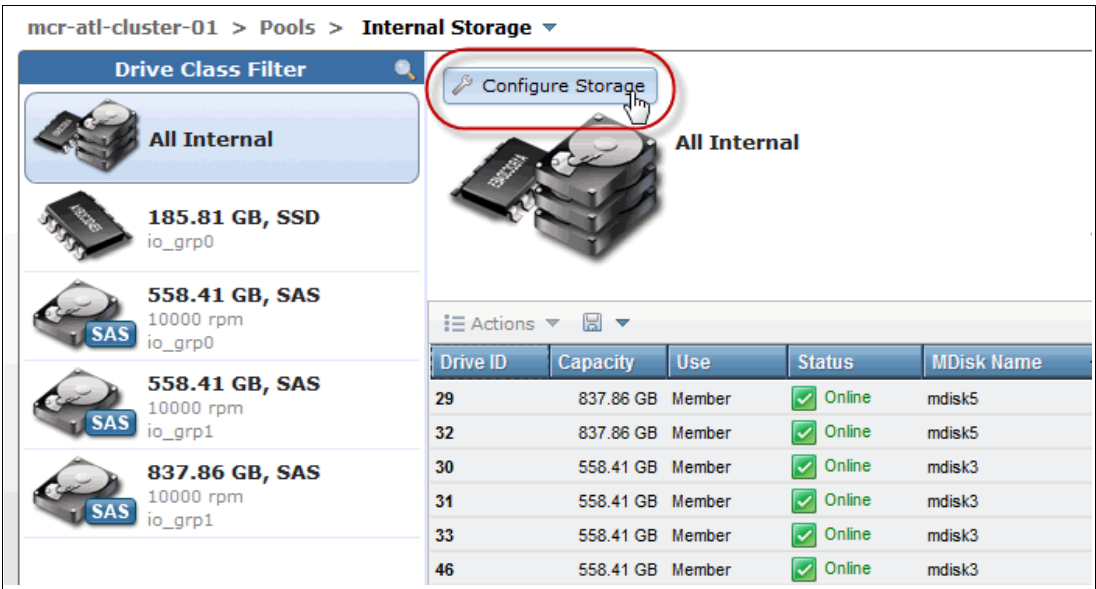 mcr-atl-cluster-01 > Pools > Internal Storage
Drive Class Filter
All Internal
185.81 GB, SSD
io_grp0
558.41 GB, SAS
10000 rpm
io_grp0
SAS
558.41 GB, SAS
10000 rpm
io_grp1
SAS
837.86 GB, SAS
10000 rpm
io_grp1
SAS
Configure Storage
All Internal
Actions
Drive ID Capacity Use Status MDisk Name
29 837.86 GB Member Online mdisk5
32 837.86 GB Member Online mdisk5
30 558.41 GB Member Online mdisk3
31 558.41 GB Member Online mdisk3
33 558.41 GB Member Online mdisk3
46 558.41 GB Member Online mdisk3